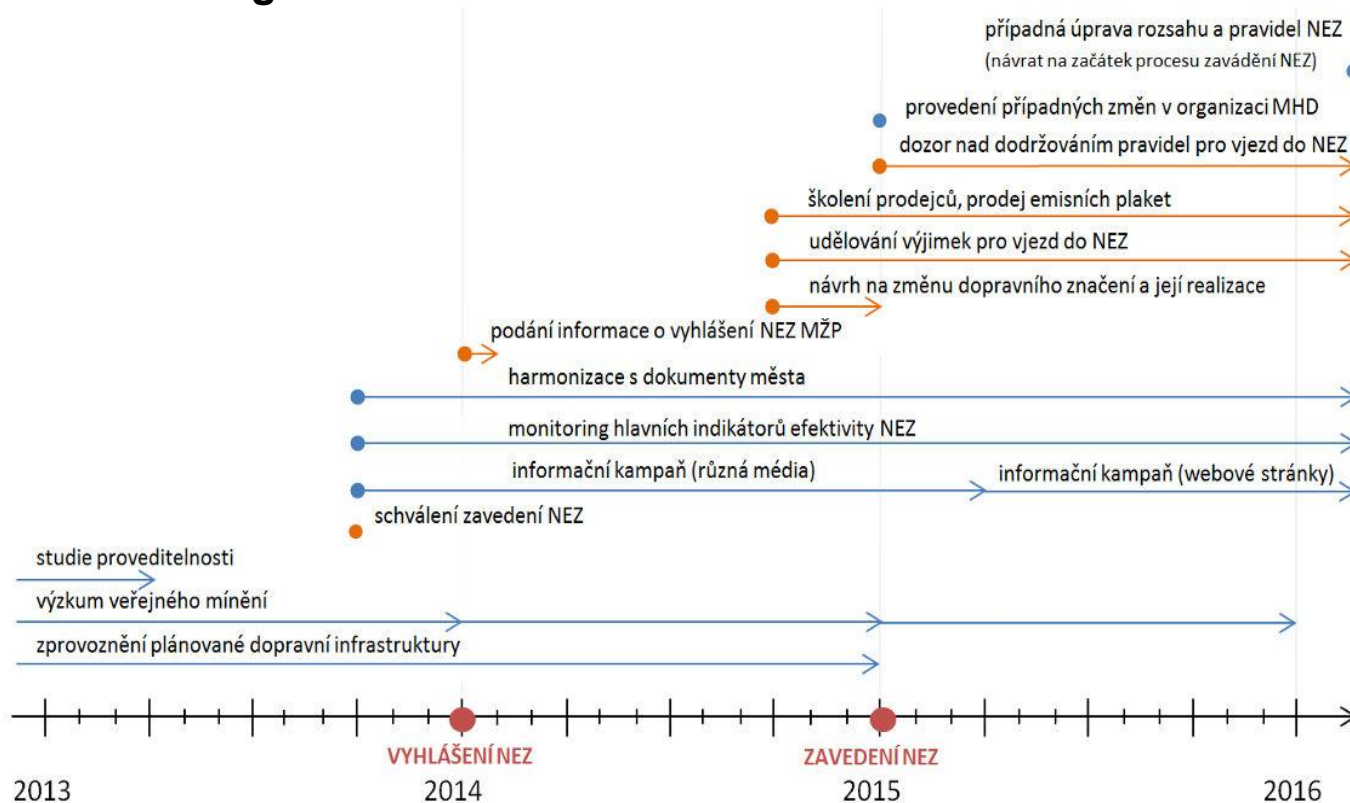 g
případná úprava rozsahu a pravidel NEZ
(návrat na začátek procesu zavádění NEZ)
provedení případných změn v organizaci MHD
dozor nad dodržováním pravidel pro vjezd do NEZ
školení prodejců, prodej emisních plaket
udělování výjimek pro vjezd do NEZ
návrh na změnu dopravního značení a její realizace
podání informace o vyhlášení NEZ MŽP
harmonizace s dokumenty města
monitoring hlavních indikátorů efektivity NEZ
informační kampaň (různá média)
informační kampaň (webové stránky)
schválení zavedení NEZ
studie proveditelnosti
výzkum veřejného mínění
zprovoznění plánované dopravní infrastruktury
VYHLÁŠENÍ NEZ
ZAVEDENÍ NEZ
2013
2014
2015
2016